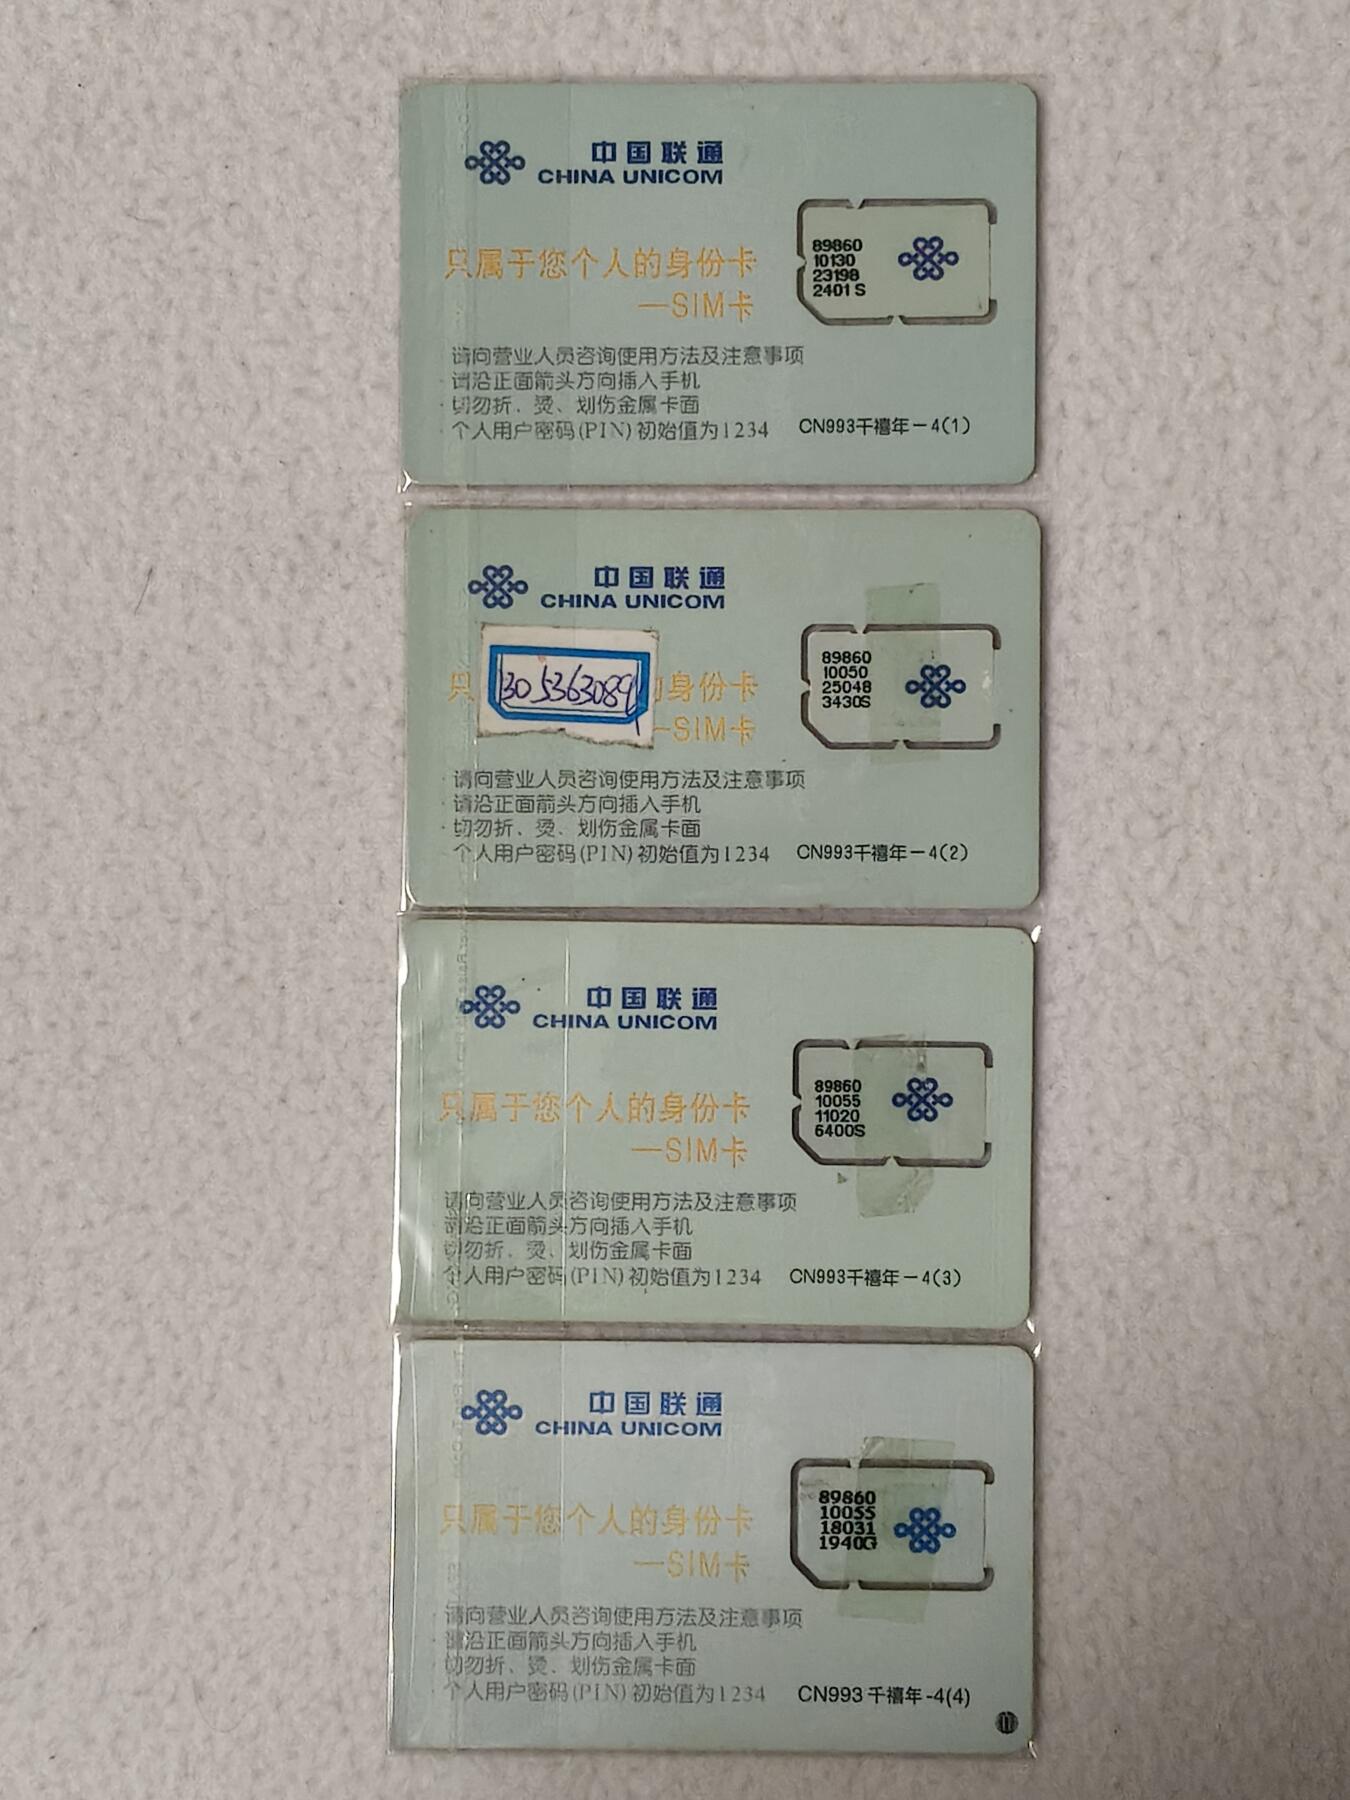 中国联通
CHINA UNICOM
只属于您个人的身份卡
—SIM卡
89860
10130
23198
2401 S
·请向营业人员咨询使用方法及注意事项
·请沿正面箭头方向插入手机
·切勿折、烫、划伤金属卡面
·个人用户密码(PIN)初始值为1234
CN993千禧年-4(1)
中国联通
CHINA UNICOM
13053630891
只
身份卡
—SIM卡
89860
10050
25048
3430S
·请向营业人员咨询使用方法及注意事项
·请沿正面箭头方向插入手机
·切勿折、烫、划伤金属卡面
·个人用户密码(PIN)初始值为1234
CN993千禧年-4(2)
中国联通
CHINA UNICOM
只属于您个人的身份卡
—SIM卡
89860
10055
11020
6400S
·请向营业人员咨询使用方法及注意事项
·请沿正面箭头方向插入手机
·切勿折、烫、划伤金属卡面
·个人用户密码(PIN)初始值为1234
CN993千禧年-4(3)
中国联通
CHINA UNICOM
只属于您个人的身份卡
—SIM卡
89860
10055
18031
1940G
·请向营业人员咨询使用方法及注意事项
·请沿正面箭头方向插入手机
·切勿折、烫、划伤金属卡面
·个人用户密码(PIN)初始值为1234
CN993千禧年-4(4)